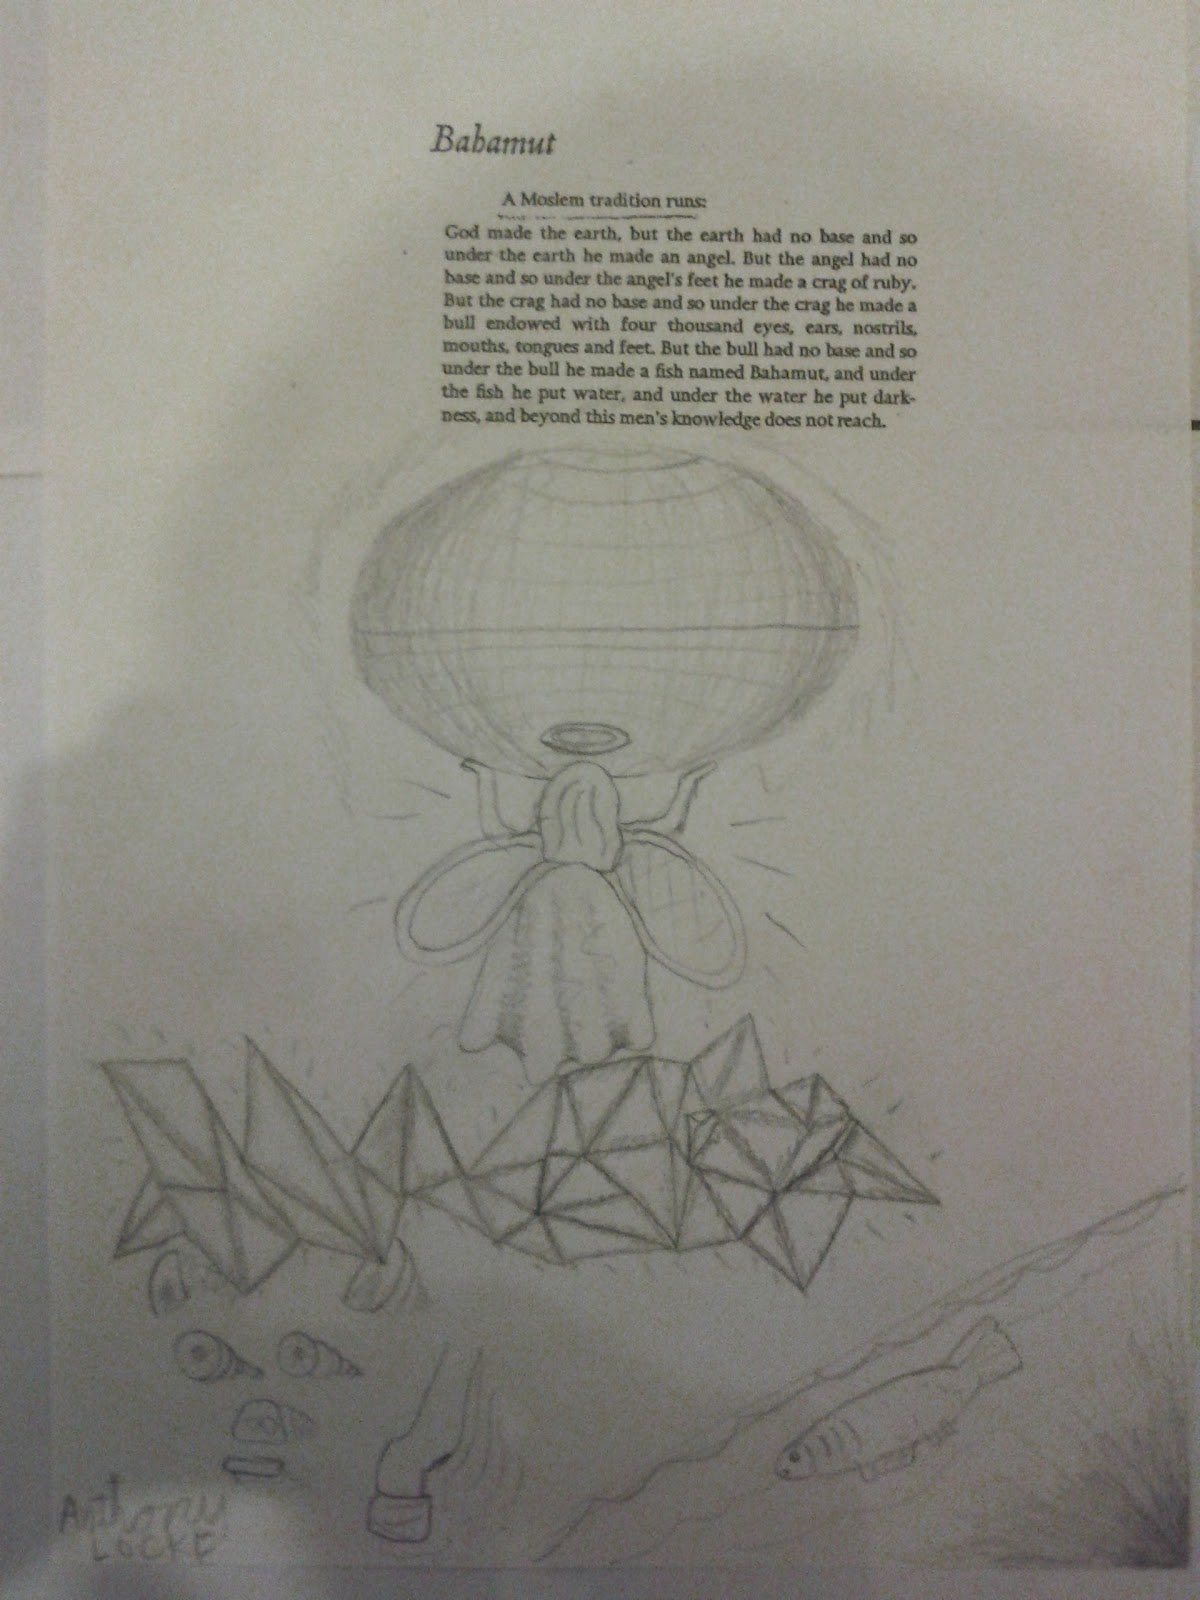 Bahamut
A Moslem tradition runs:
God made the earth, but the earth had no base and so
under the earth he made an angel. But the angel had no
base and so under the angel's feet he made a crag of ruby.
But the crag had no base and so under the crag he made a
bull endowed with four thousand eyes, ears, nostrils,
mouths, tongues and feet. But the bull had no base and so
under the bull he made a fish named Bahamut, and under
the fish he put water, and under the water he put dark-
ness, and beyond this men's knowledge does not reach.
Anthony
LOCKE